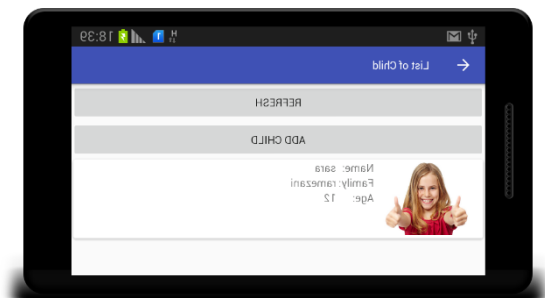 18:39
List of Child
REFRESH
ADD CHILD
Name: sara
Family: ramezani
Age: 12